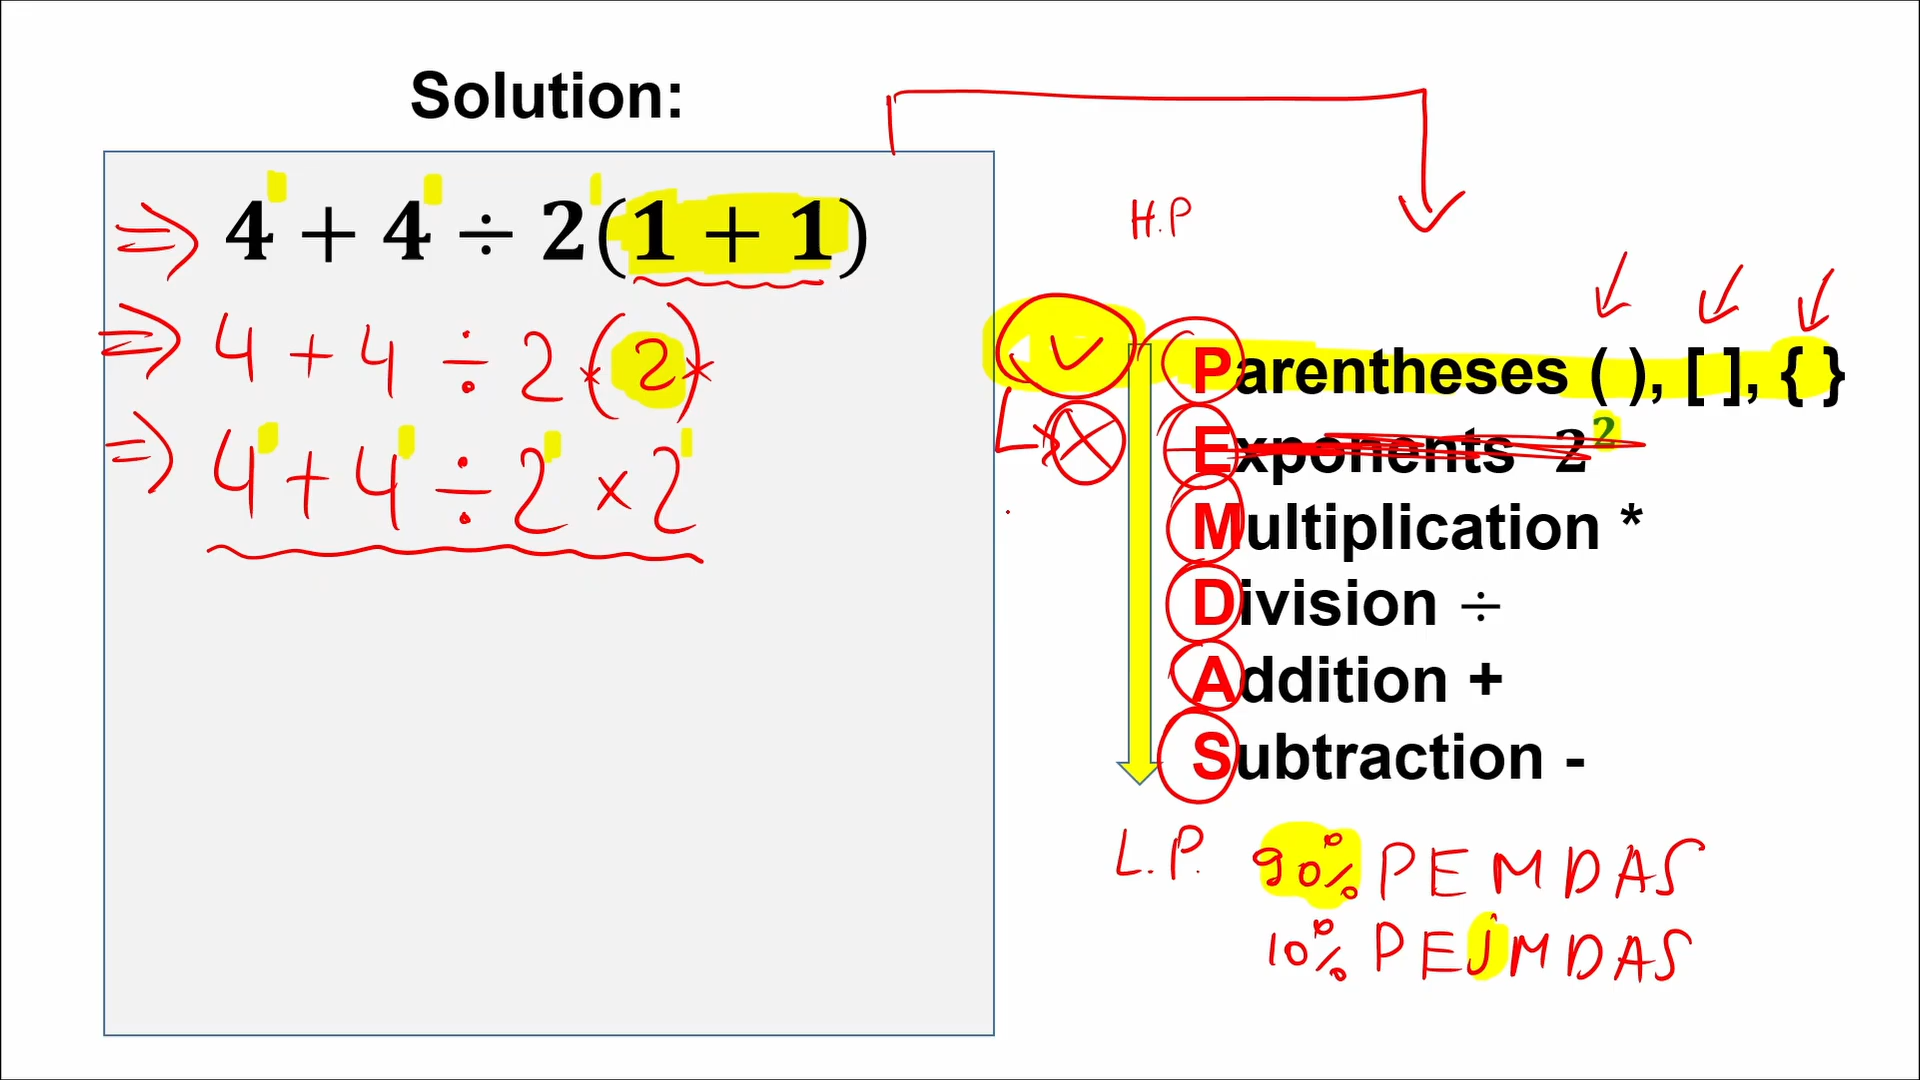 Solution:
4 + 4 ÷ 2(1 + 1)
4 + 4 ÷ 2(2)
4 + 4 ÷ 2 × 2
H.P
Parentheses ( ), [ ], { }
Exponents 2²
Multiplication *
Division ÷
Addition +
Subtraction -
L.P.
90% PEMDAS
10% PEJMDAS